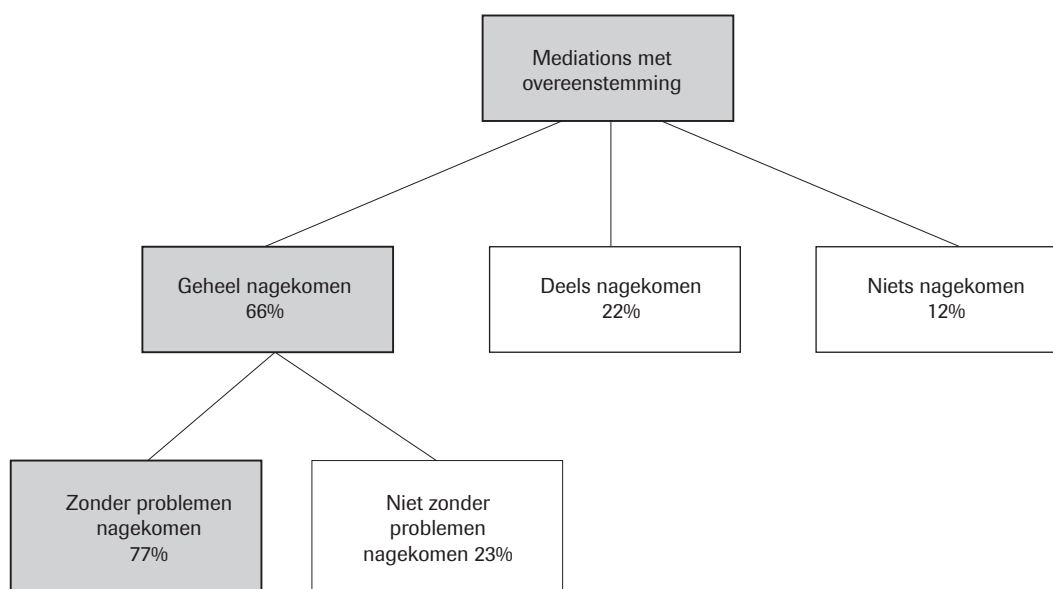 Mediations met
overeenstemming
Geheel nagekomen
66%
Deels nagekomen
22%
Niets nagekomen
12%
Zonder problemen
nagekomen
77%
Niet zonder
problemen
nagekomen 23%